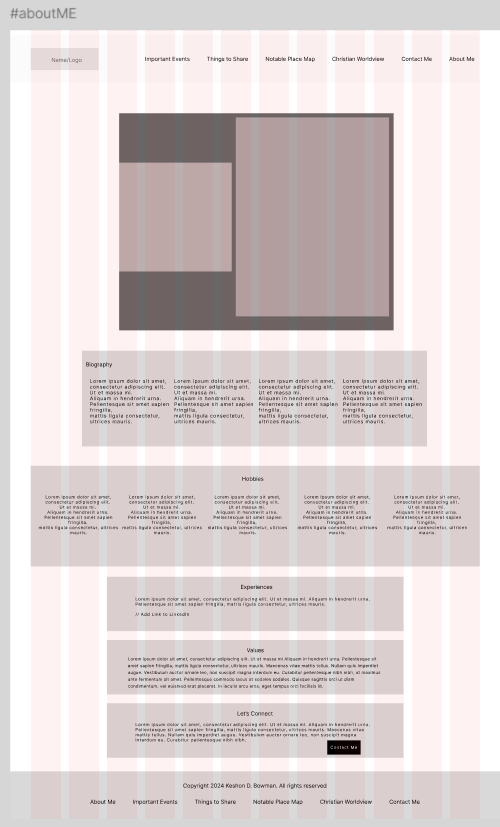 #aboutME
Name/Logo
Important Events
Things to Share
Notable Place Map
Christian Worldview
Contact Me
About Me
Biography
Lorem ipsum dolor sit amet,
consectetur adipiscing elit.
Ut et massa mi.
Aliquam in hendrerit urna.
Pellentesque sit amet sapien
fringilla,
mattis ligula consectetur,
ultrices mauris.
Lorem ipsum dolor sit amet,
consectetur adipiscing elit.
Ut et massa mi.
Aliquam in hendrerit urna.
Pellentesque sit amet sapien
fringilla,
mattis ligula consectetur,
ultrices mauris.
Lorem ipsum dolor sit amet,
consectetur adipiscing elit.
Ut et massa mi.
Aliquam in hendrerit urna.
Pellentesque sit amet sapien
fringilla,
mattis ligula consectetur,
ultrices mauris.
Lorem ipsum dolor sit amet,
consectetur adipiscing elit.
Ut et massa mi.
Aliquam in hendrerit urna.
Pellentesque sit amet sapien
fringilla,
mattis ligula consectetur,
ultrices mauris.
Hobbies
Lorem ipsum dolor sit amet,
consectetur adipiscing elit.
Ut et massa mi.
Aliquam in hendrerit urna.
Pellentesque sit amet sapien
fringilla,
mattis ligula consectetur, ultrices
mauris.
Lorem ipsum dolor sit amet,
consectetur adipiscing elit.
Ut et massa mi.
Aliquam in hendrerit urna.
Pellentesque sit amet sapien
fringilla,
mattis ligula consectetur, ultrices
mauris.
Lorem ipsum dolor sit amet,
consectetur adipiscing elit.
Ut et massa mi.
Aliquam in hendrerit urna.
Pellentesque sit amet sapien
fringilla,
mattis ligula consectetur, ultrices
mauris.
Lorem ipsum dolor sit amet,
consectetur adipiscing elit.
Ut et massa mi.
Aliquam in hendrerit urna.
Pellentesque sit amet sapien
fringilla,
mattis ligula consectetur, ultrices
mauris.
Lorem ipsum dolor sit amet,
consectetur adipiscing elit.
Ut et massa mi.
Aliquam in hendrerit urna.
Pellentesque sit amet sapien
fringilla,
mattis ligula consectetur, ultricies
mauris.
Experiences
Lorem ipsum dolor sit amet, consectetur adipiscing elit. Ut et massa mi. Aliquam in hendrerit urna.
Pellentesque sit amet sapien fringilla, mattis ligula consectetur, ultrices mauris.
// Add Link to LinkedIn
Values
Lorem ipsum dolor sit amet, consectetur adipiscing elit. Ut et massa mi.Aliquam in hendrerit urna. Pellentesque sit
amet sapien fringilla, mattis ligula consectetur, ultrices mauris. Maecenas vitae mattis tellus. Nullam quis imperdiet
augue. Vestibulum auctor ornare leo, non suscipit magna interdum eu. Curabitur pellentesque nibh nibh, at maximus
ante fermentum sit amet. Pellentesque commodo lacus at sodales sodales. Quisque sagittis orci ut diam
condimentum, vel euismod erat placerat. In iaculis arcu eros, eget tempus orci facilisis id.
Let's Connect
Lorem ipsum dolor sit amet, consectetur adipiscing elit. Ut et massa mi. Aliquam in hendrerit urna.
Pellentesque sit amet sapien fringilla, mattis ligula consectetur, ultrices mauris. Maecenas vitae
mattis tellus. Nullam quis imperdiet augue. Vestibulum auctor ornare leo, non suscipit magna
interdum eu. Curabitur pellentesque nibh nibh.
Contact Me
Copyright 2024 Keshon D. Bowman. All rights reserved
About Me
Important Events
Things to Share
Notable Place Map
Christian Worldview
Contact Me